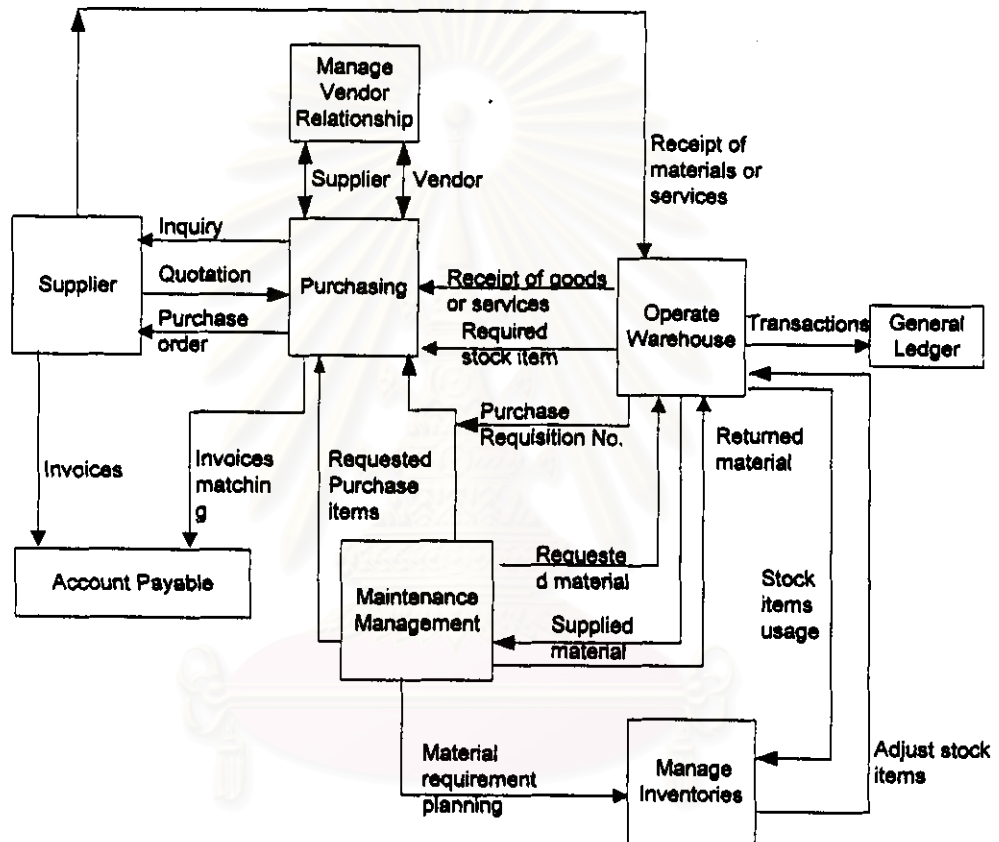 Manage
Vendor
Relationship
Receipt of
materials or
services
Supplier
Vendor
Inquiry
Supplier
Quotation
Purchasing
Receipt of goods
or services
Operate
Warehouse
Transactions
General
Ledger
Purchase
order
Required
stock item
Purchase
Requisition No.
Returned
material
Invoices
Invoices
matchin
g
Requested
Purchase
items
Account Payable
Maintenance
Management
Requeste
d material
Supplied
material
Stock
items
usage
Material
requirement
planning
Manage
Inventories
Adjust stock
items